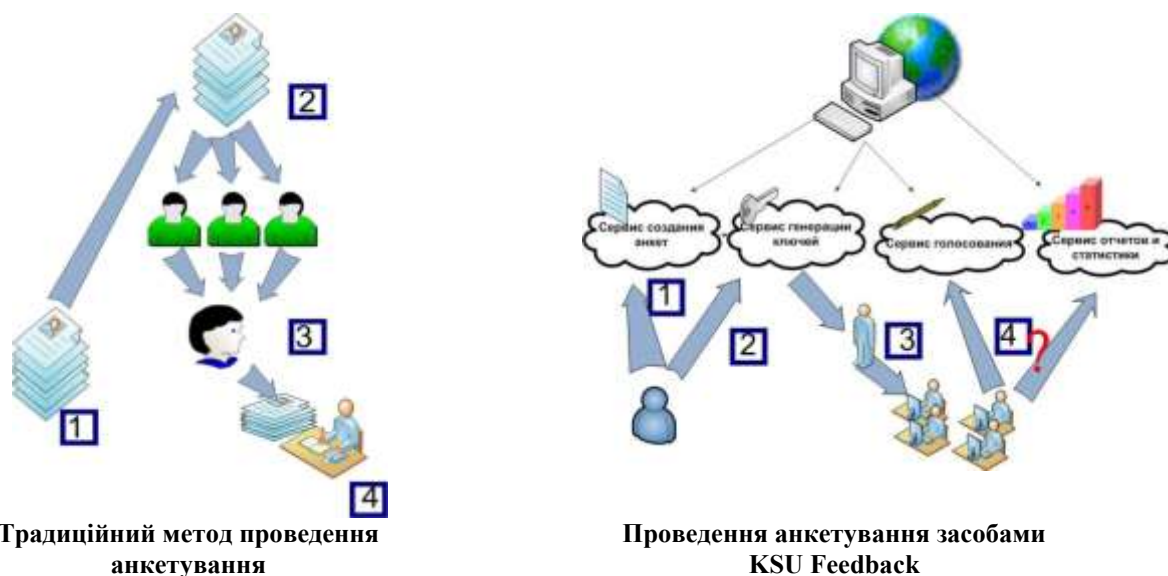 2
1
3
4
Традиційний метод проведення
анкетування
Сервис создания
анкет
Сервис генерации
ключей
Сервис голосования
Сервис отчетов и
статистики
1
2
3
4
?
Проведення анкетування засобами
KSU Feedback